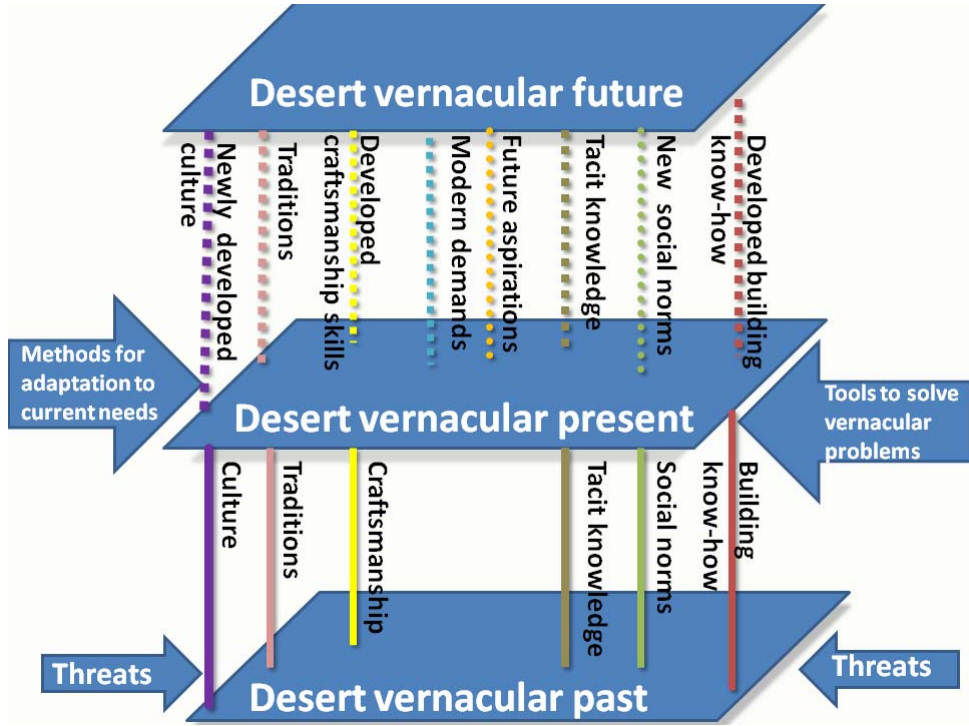 Desert vernacular future
Newly developed
culture
Traditions
Developed
craftsmanship skills
Modern demands
Future aspirations
Tacit knowledge
New social norms
Developed building
know-how
Methods for
adaptation to
current needs
Desert vernacular present
Tools to solve
vernacular
problems
Culture
Traditions
Craftsmanship
Tacit knowledge
Social norms
Building
know-how
Threats
Desert vernacular past
Threats